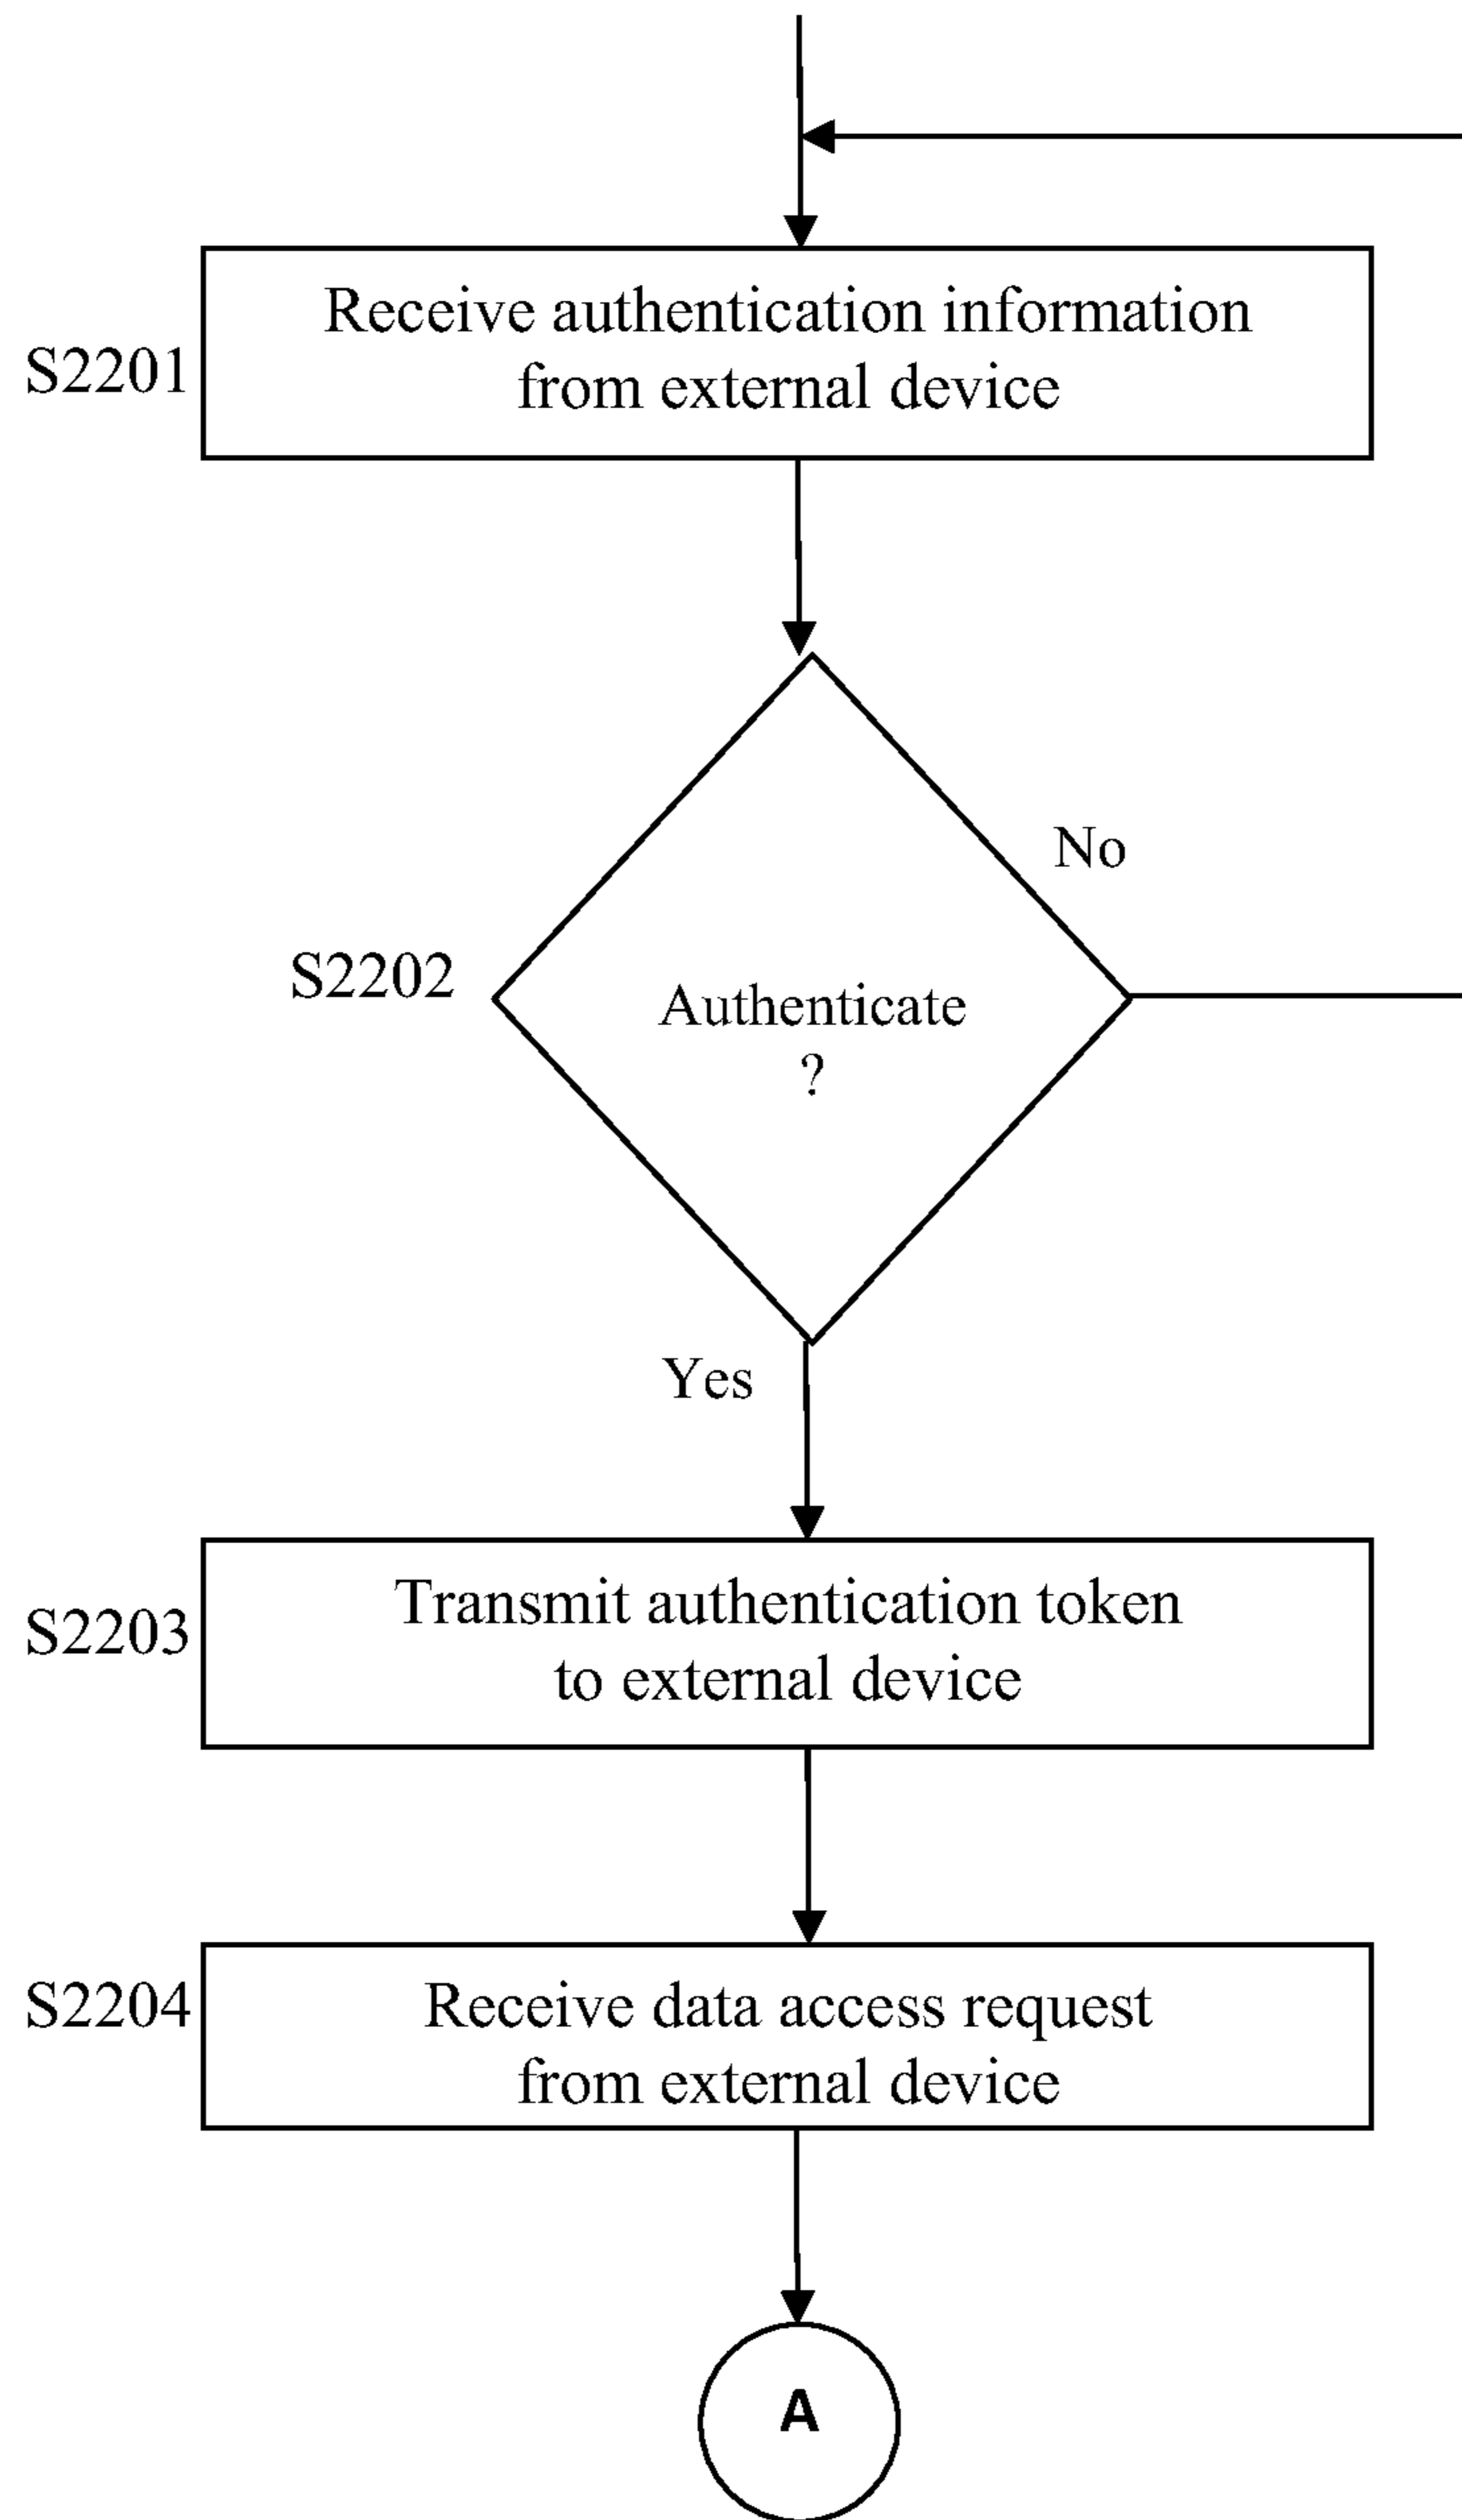 Receive authentication information
S2201
from external device
No
S2202
Authenticate
?
Yes
Transmit authentication token
S2203
to external device
S2204
Receive data access request
from external device
A